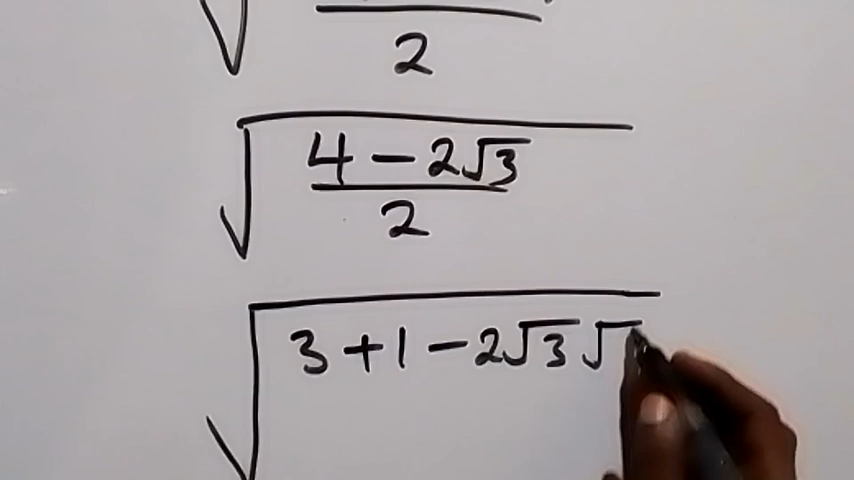 2
4 - 2√3
2
3 + 1 - 2√3 √